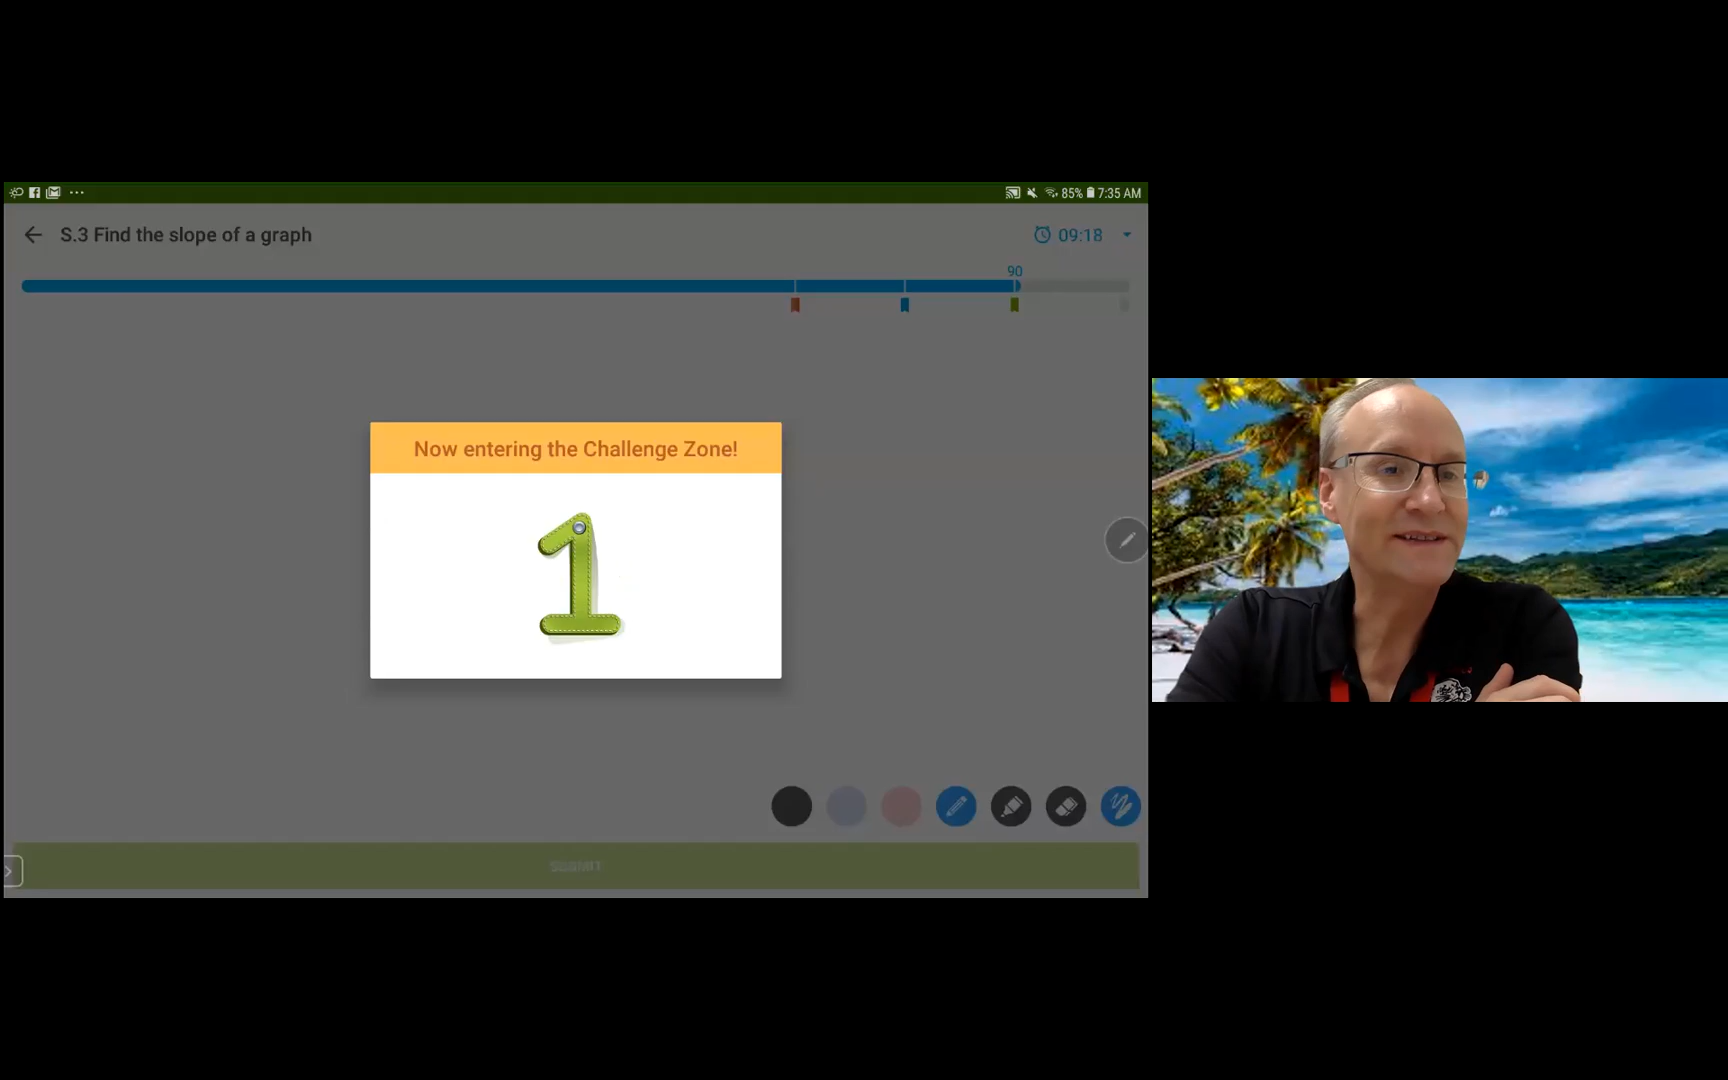 85% 7:35 AM
S.3 Find the slope of a graph
09:18
90
Now entering the Challenge Zone!
1
SUBMIT